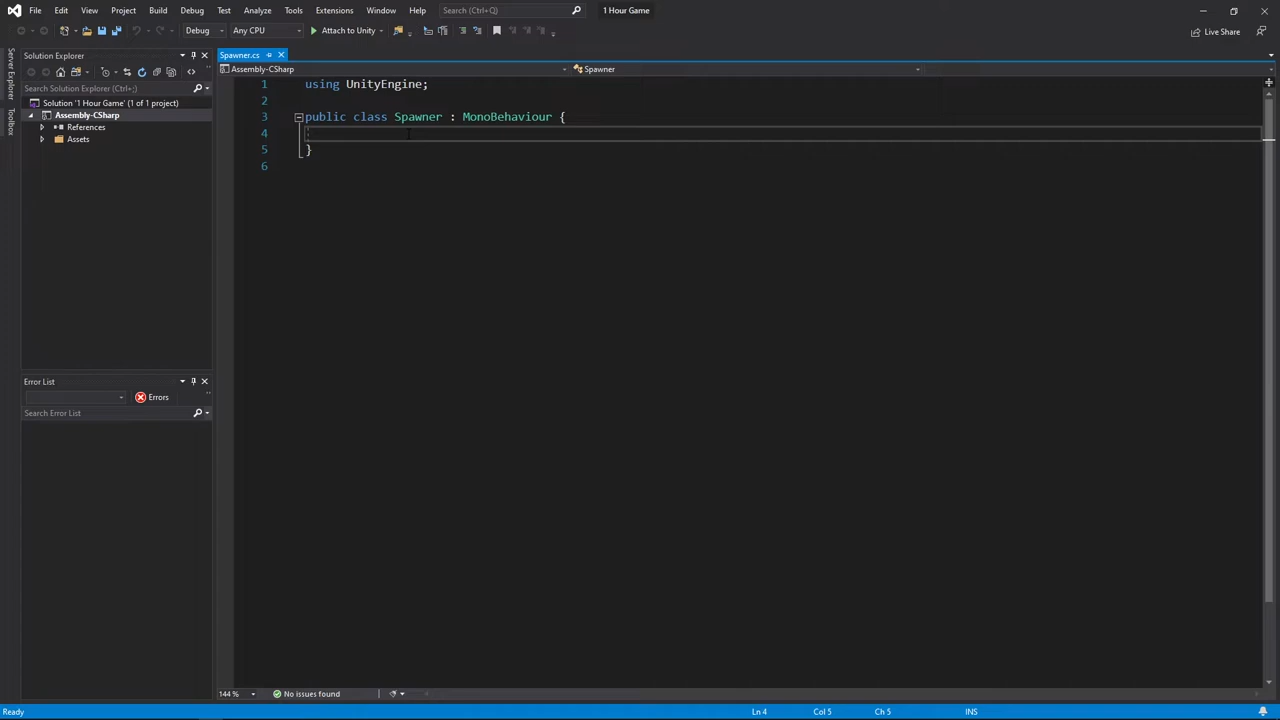 File Edit View Project Build Debug Test Analyze Tools Extensions Window Help Search (Ctrl+Q) 1 Hour Game
Debug Any CPU Attach to Unity Live Share
Server Explorer
Toolbox
Solution Explorer
Search Solution Explorer (Ctrl+;)
Solution '1 Hour Game' (1 of 1 project)
Assembly-CSharp
References
Assets
Error List
Errors
Search Error List
Spawner.cs
Assembly-CSharp Spawner
1 using UnityEngine;
2
3 public class Spawner : MonoBehaviour {
4
5 }
6
144 % No issues found
Ln 4 Col 5 Ch 5 INS